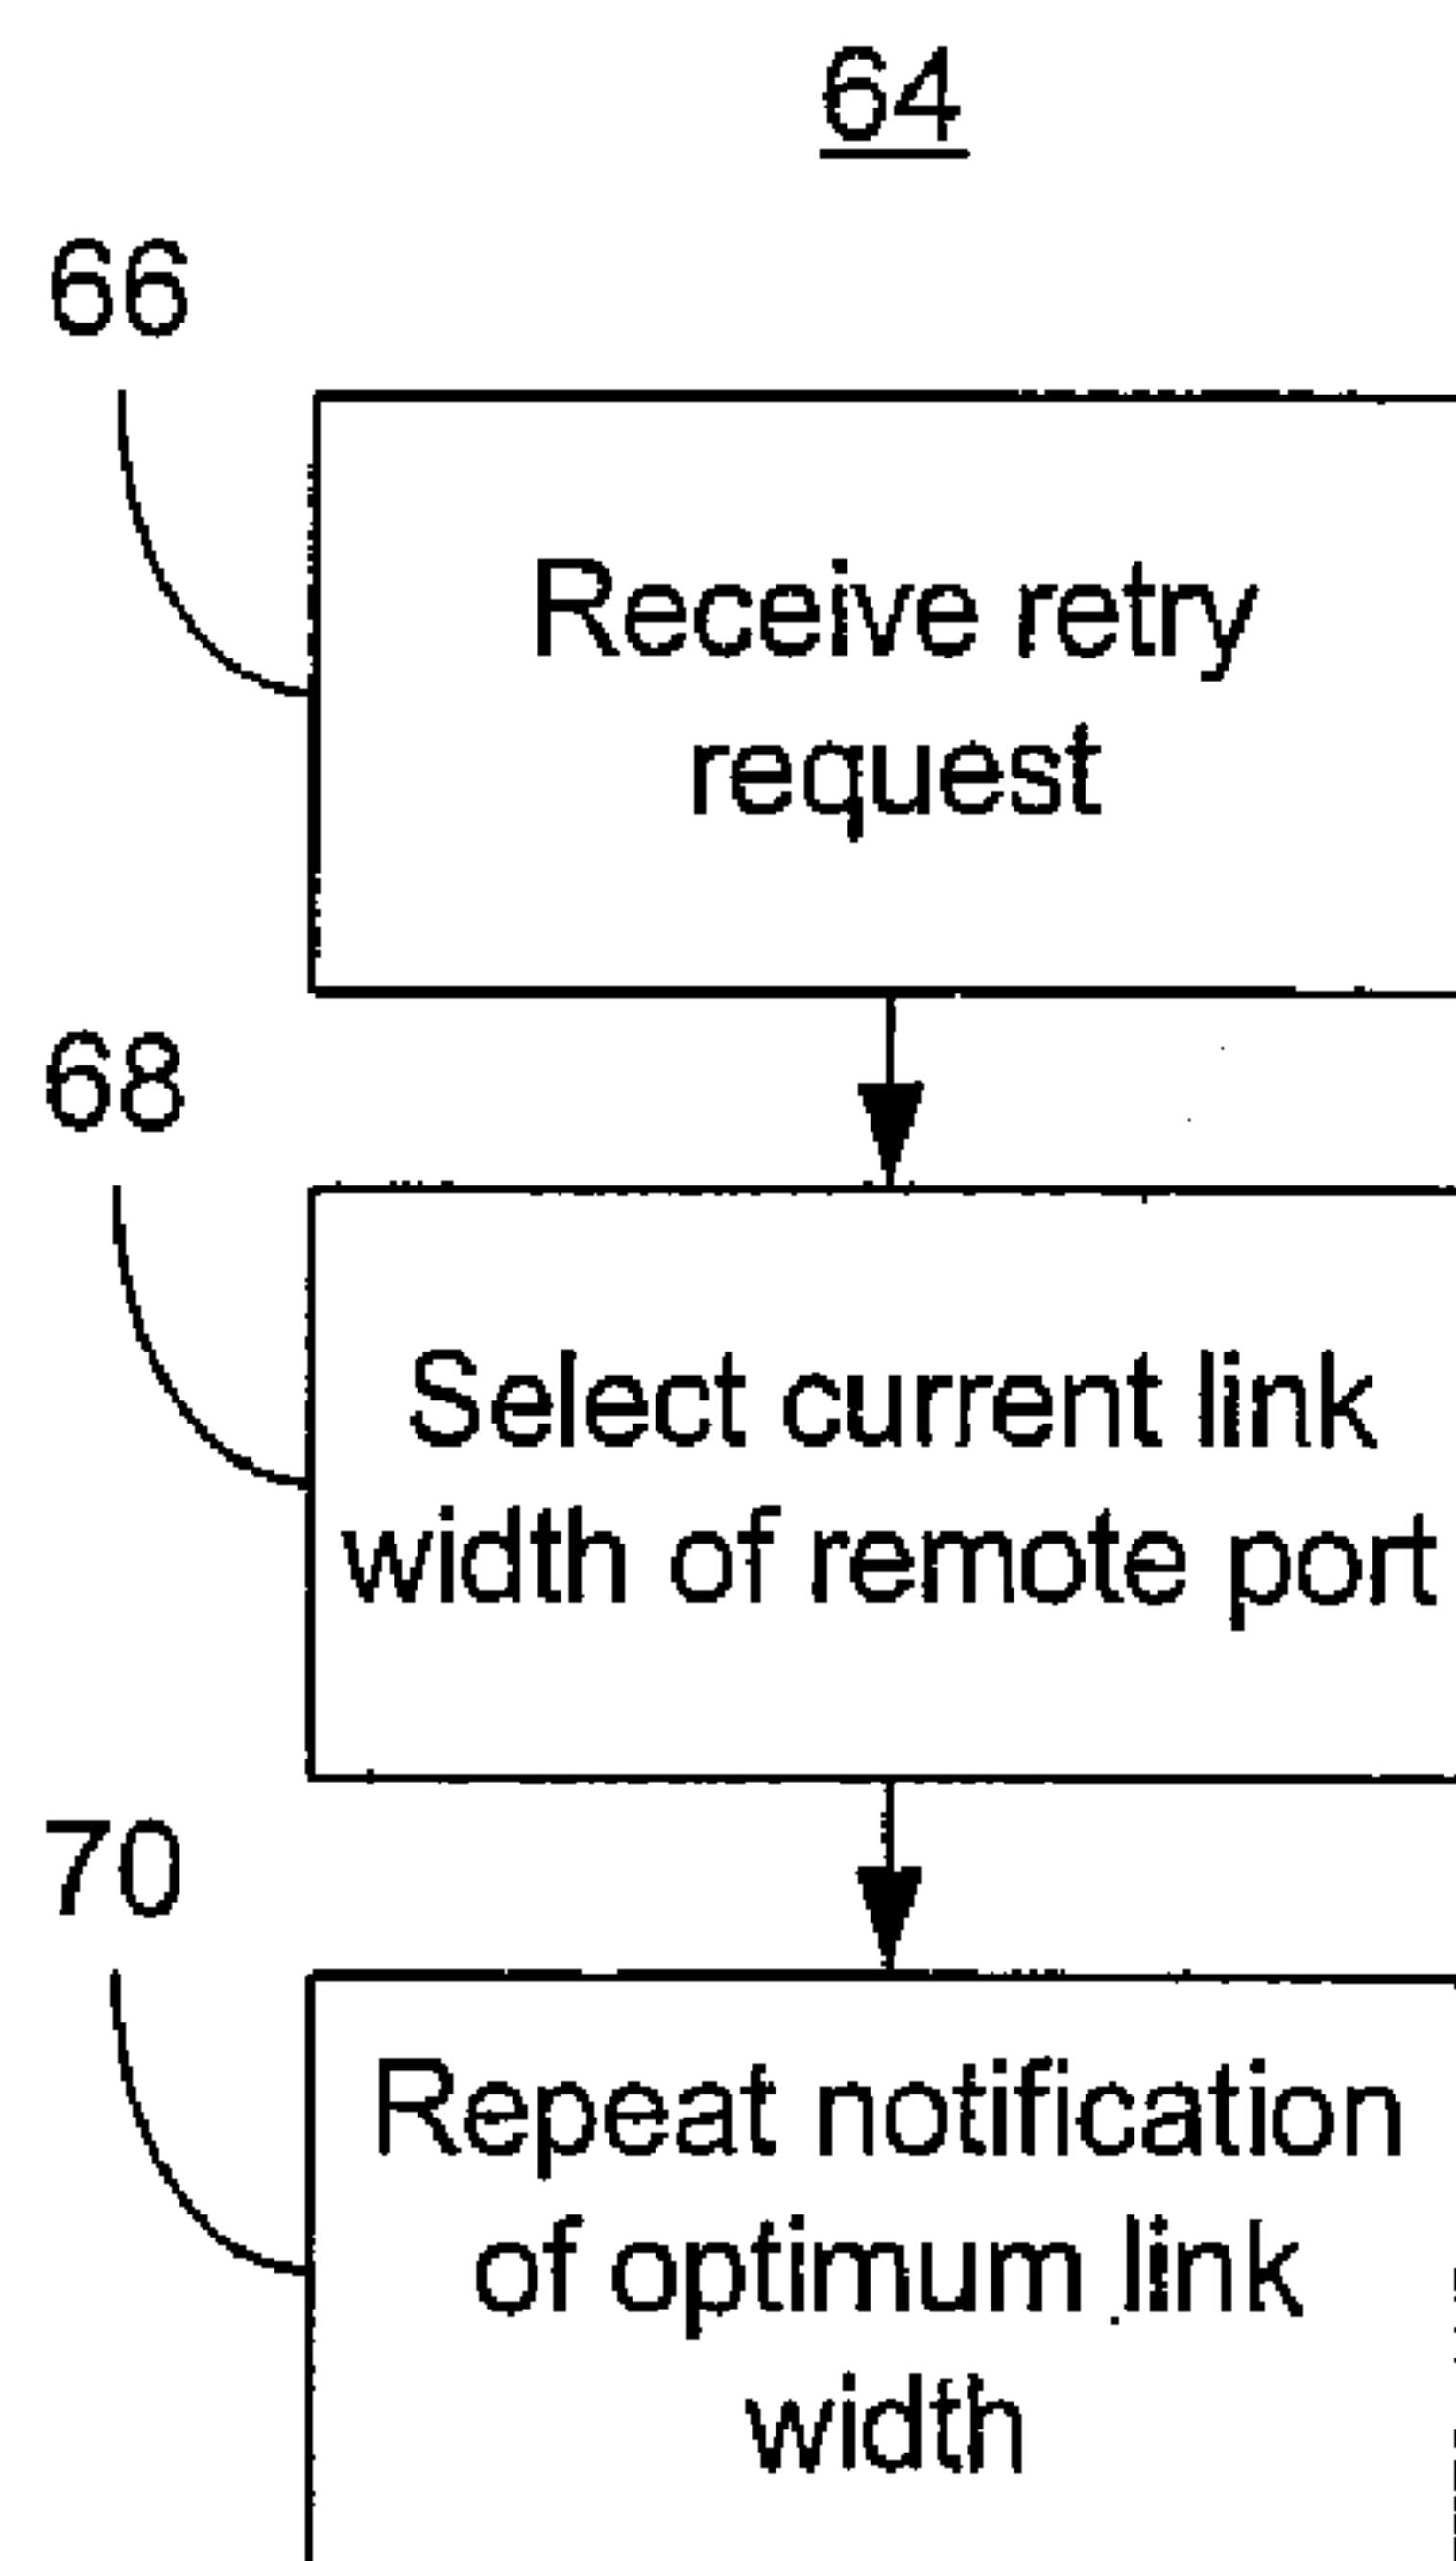 64
66
Receive retry
request
68
Select current link
width of remote port
70
Repeat notification
of optimum link
width